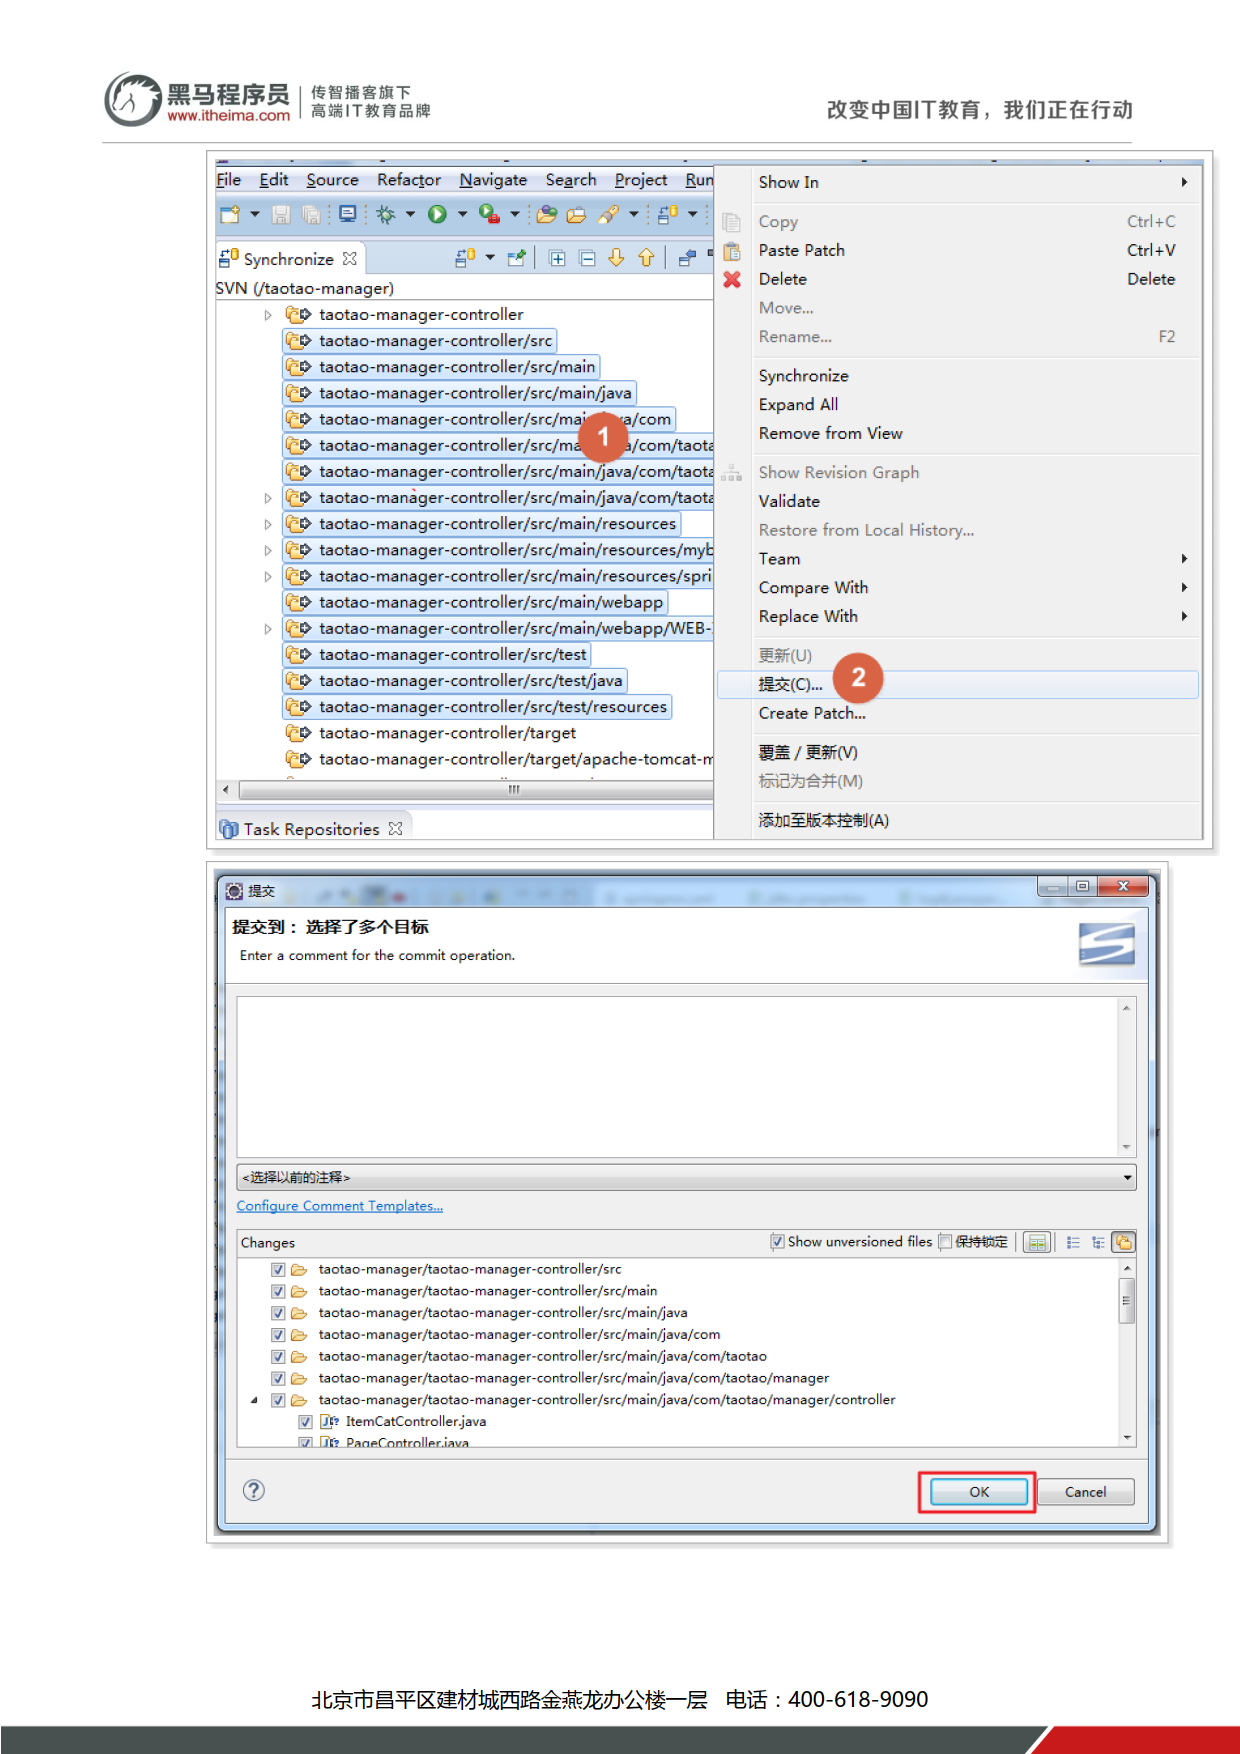 黑马程序员
www.itheima.com
传智播客旗下
高端IT教育品牌
改变中国IT教育，我们正在行动
File Edit Source Refactor Navigate Search Project Run
Synchronize
SVN (/taotao-manager)
taotao-manager-controller
taotao-manager-controller/src
taotao-manager-controller/src/main
taotao-manager-controller/src/main/java
taotao-manager-controller/src/main/java/com
taotao-manager-controller/src/main/java/com/taota
taotao-manager-controller/src/main/java/com/taota
taotao-manager-controller/src/main/java/com/taota
taotao-manager-controller/src/main/resources
taotao-manager-controller/src/main/resources/myb
taotao-manager-controller/src/main/resources/spri
taotao-manager-controller/src/main/webapp
taotao-manager-controller/src/main/webapp/WEB-
taotao-manager-controller/src/test
taotao-manager-controller/src/test/java
taotao-manager-controller/src/test/resources
taotao-manager-controller/target
taotao-manager-controller/target/apache-tomcat-m
1
Task Repositories
Show In
Copy Ctrl+C
Paste Patch Ctrl+V
Delete Delete
Move...
Rename... F2
Synchronize
Expand All
Remove from View
Show Revision Graph
Validate
Restore from Local History...
Team
Compare With
Replace With
更新(U)
提交(C)... 2
Create Patch...
覆盖 / 更新(V)
标记为合并(M)
添加至版本控制(A)
提交
提交到： 选择了多个目标
Enter a comment for the commit operation.
<选择以前的注释>
Configure Comment Templates...
Changes Show unversioned files 保持锁定
taotao-manager/taotao-manager-controller/src
taotao-manager/taotao-manager-controller/src/main
taotao-manager/taotao-manager-controller/src/main/java
taotao-manager/taotao-manager-controller/src/main/java/com
taotao-manager/taotao-manager-controller/src/main/java/com/taotao
taotao-manager/taotao-manager-controller/src/main/java/com/taotao/manager
taotao-manager/taotao-manager-controller/src/main/java/com/taotao/manager/controller
ItemCatController.java
PageController.java
OK Cancel
北京市昌平区建材城西路金燕龙办公楼一层 电话：400-618-9090